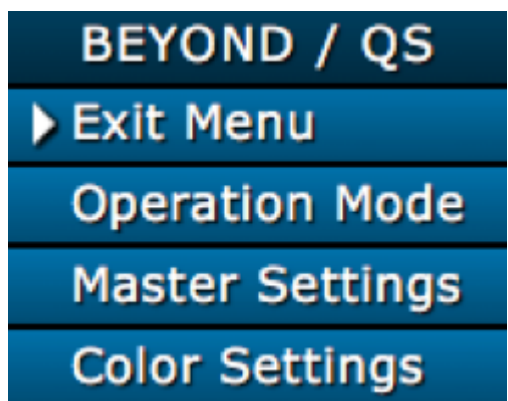 BEYOND / QS
Exit Menu
Operation Mode
Master Settings
Color Settings